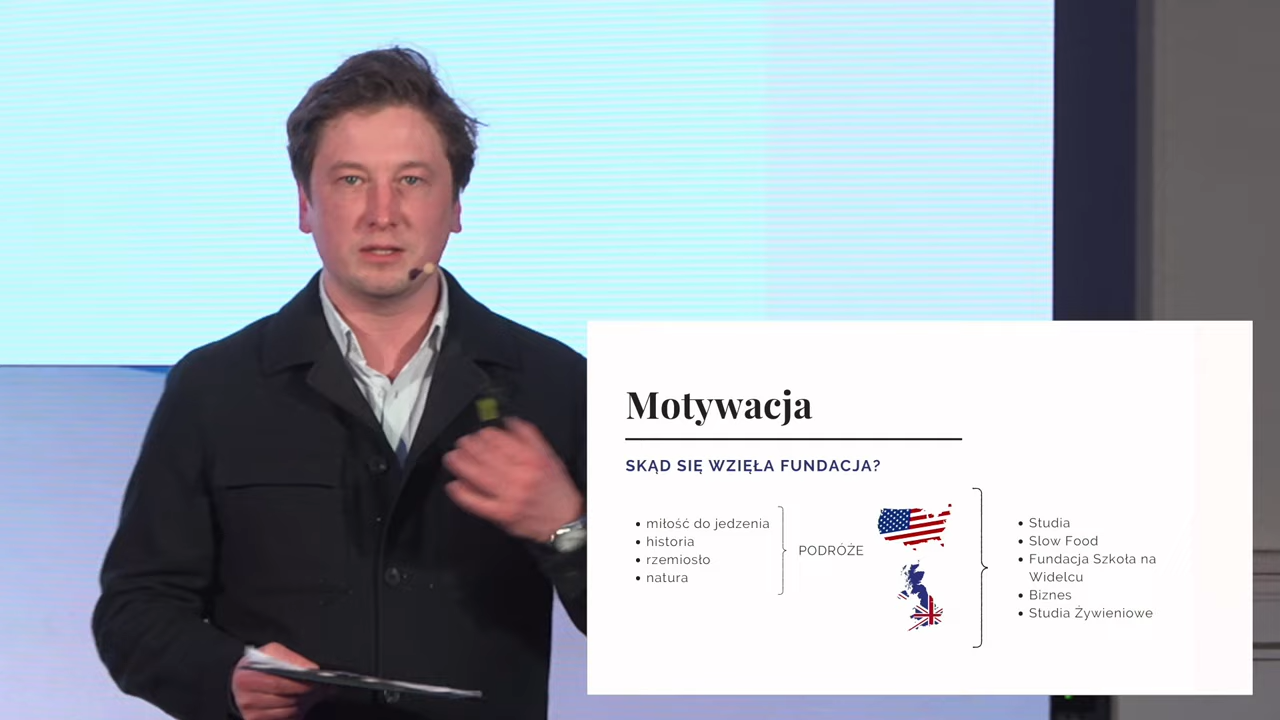 Motywacja
SKĄD SIĘ WZIĘŁA FUNDACJA?
miłość do jedzenia
historia
rzemiosło
natura
PODRÓŻE
Studia
Slow Food
Fundacja Szkoła na
Widelcu
Biznes
Studia Żywieniowe